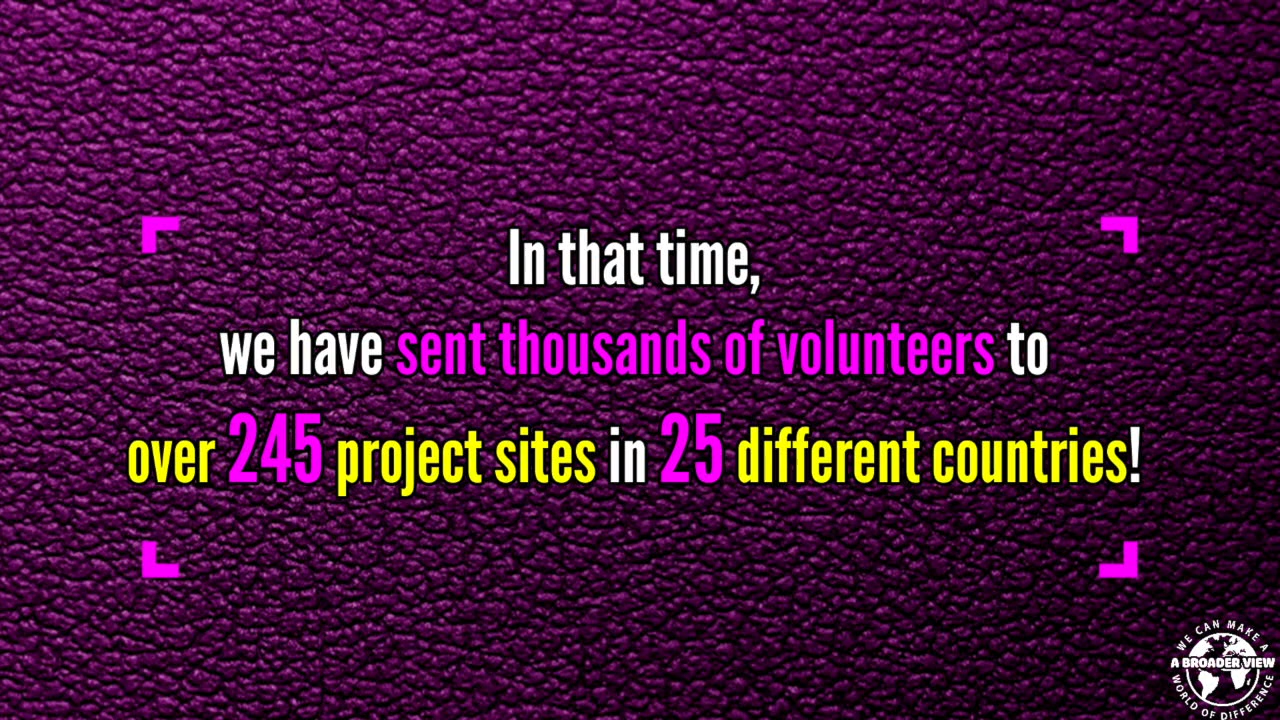 In that time,
we have sent thousands of volunteers to
over 245 project sites in 25 different countries!
WE CAN MAKE A
A BROADER VIEW
WORLD OF DIFFERENCE